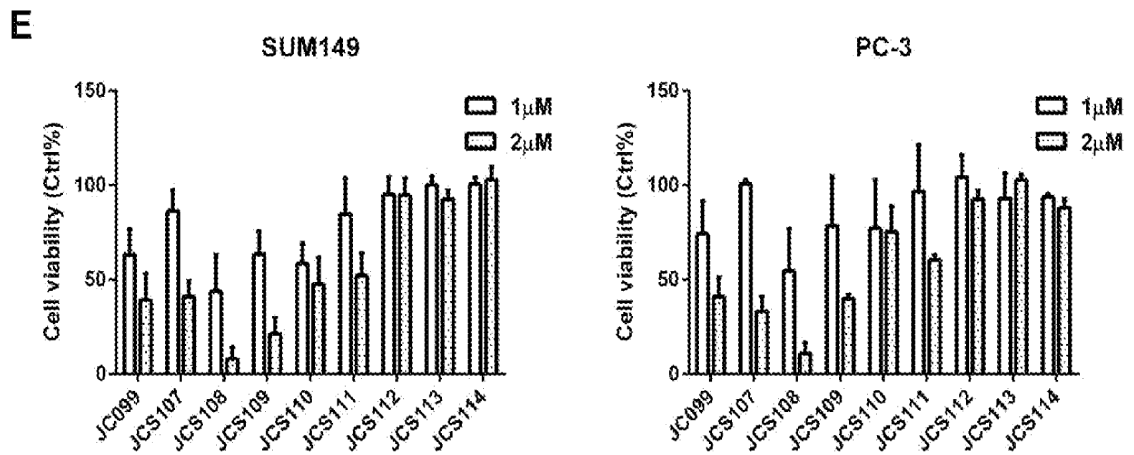 E
SUM149
150
100
50
0
Cell viability (Ctrl%)
1μM
2μM
JC099
JCS107
JCS108
JCS109
JCS110
JCS111
JCS112
JCS113
JCS114
PC-3
150
100
50
0
Cell viability (Ctrl%)
1μM
2μM
JC099
JCS107
JCS108
JCS109
JCS110
JCS111
JCS112
JCS113
JCS114